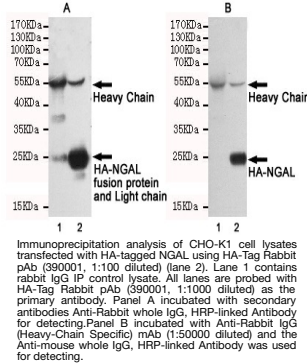 A
B
170KDa
130KDa
100KDa
70KDa
55KDa
40KDa
35KDa
25KDa
15KDa
Heavy Chain
HA-NGAL
fusion protein
and Light chain
1 2
170KDa
130KDa
100KDa
70KDa
55KDa
40KDa
35KDa
25KDa
15KDa
Heavy Chain
HA-NGAL
1 2
Immunoprecipitation analysis of CHO-K1 cell lysates
transfected with HA-tagged NGAL using HA-Tag Rabbit
pAb (390001, 1:100 diluted) (lane 2). Lane 1 contains
rabbit IgG IP control lysate. All lanes are probed with
HA-Tag Rabbit pAb (390001, 1:1000 diluted) as the
primary antibody. Panel A incubated with secondary
antibodies Anti-Rabbit whole IgG, HRP-linked Antibody
for detecting.Panel B incubated with Anti-Rabbit IgG
(Heavy-Chain Specific) mAb (1:50000 diluted) and the
Anti-mouse whole IgG, HRP-linked Antibody was used
for detecting.